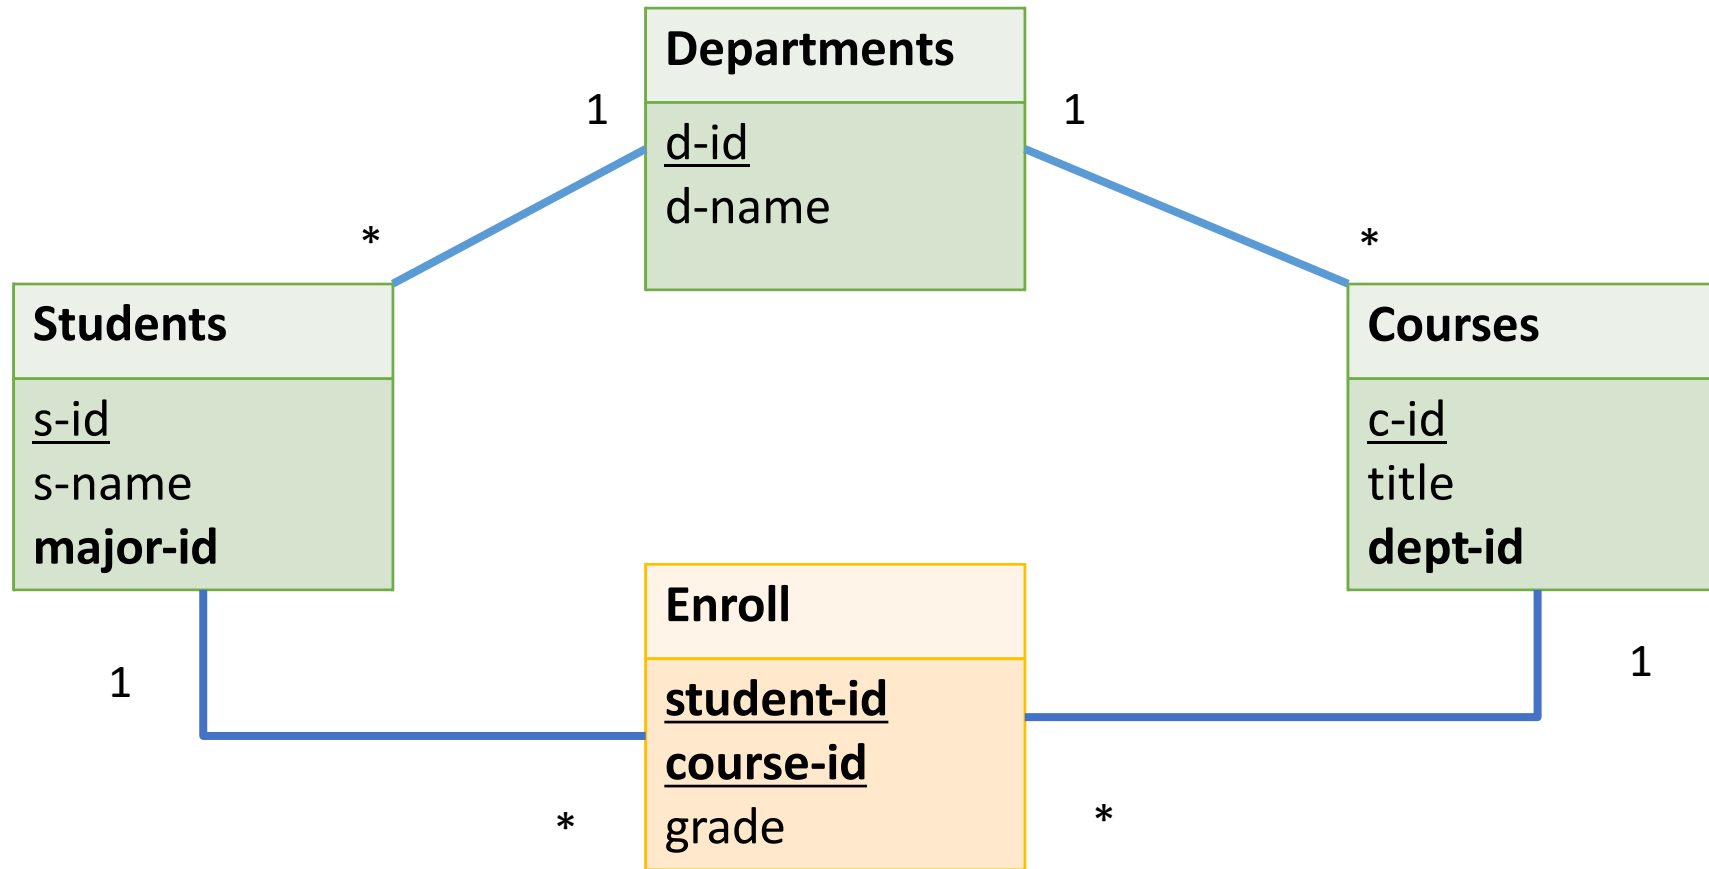 Departments
d-id
d-name
1
1
*
*
Students
s-id
s-name
major-id
Courses
c-id
title
dept-id
1
1
Enroll
student-id
course-id
grade
*
*